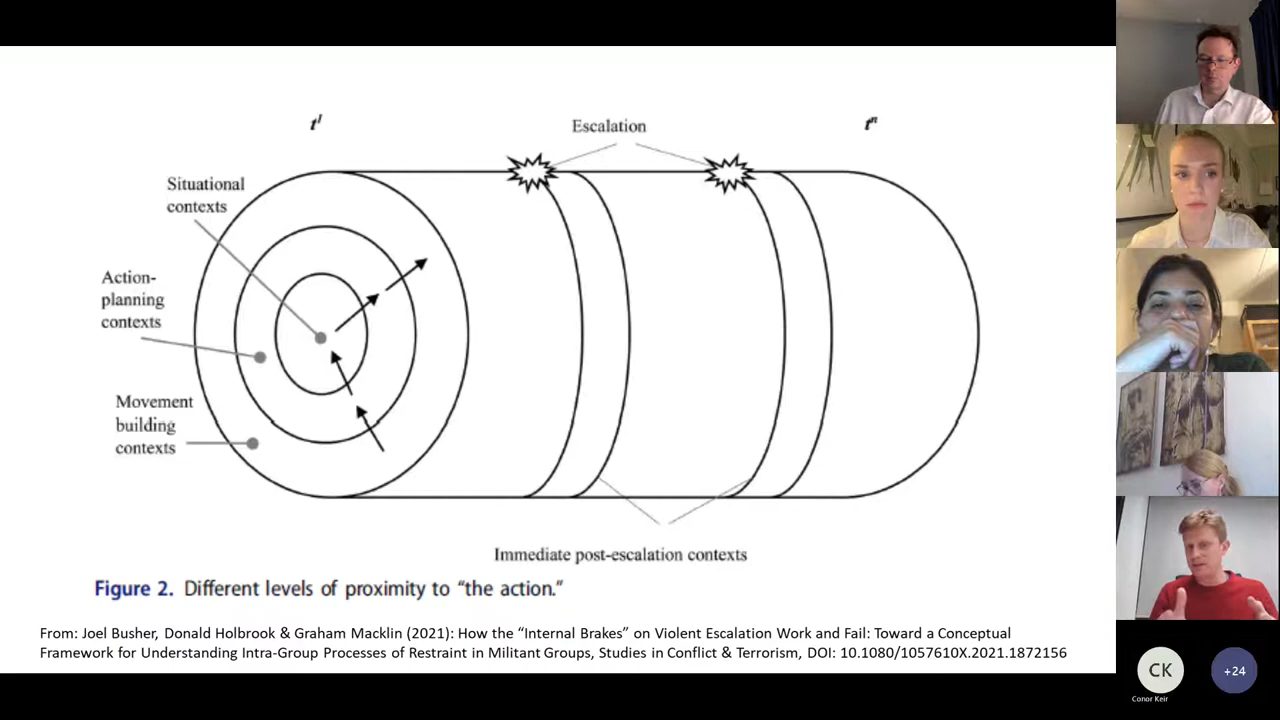 t¹
Escalation
tⁿ
Situational
contexts
Action-
planning
contexts
Movement
building
contexts
Immediate post-escalation contexts
Figure 2. Different levels of proximity to “the action.”
From: Joel Busher, Donald Holbrook & Graham Macklin (2021): How the “Internal Brakes” on Violent Escalation Work and Fail: Toward a Conceptual
Framework for Understanding Intra-Group Processes of Restraint in Militant Groups, Studies in Conflict & Terrorism, DOI: 10.1080/1057610X.2021.1872156
CK
Conor Keir
+24